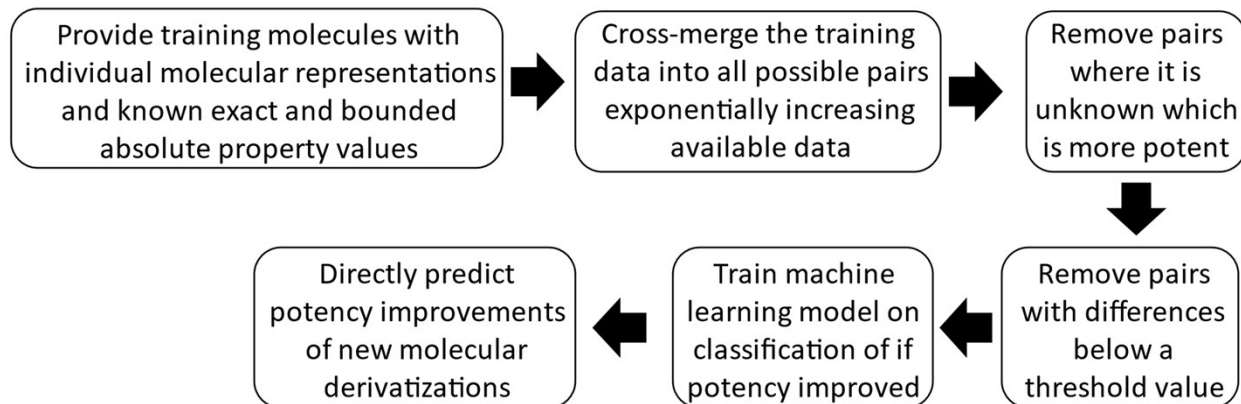 Provide training molecules with
individual molecular representations
and known exact and bounded
absolute property values
Cross-merge the training
data into all possible pairs
exponentially increasing
available data
Remove pairs
where it is
unknown which
is more potent
Remove pairs
with differences
below a
threshold value
Train machine
learning model on
classification of if
potency improved
Directly predict
potency improvements
of new molecular
derivatizations